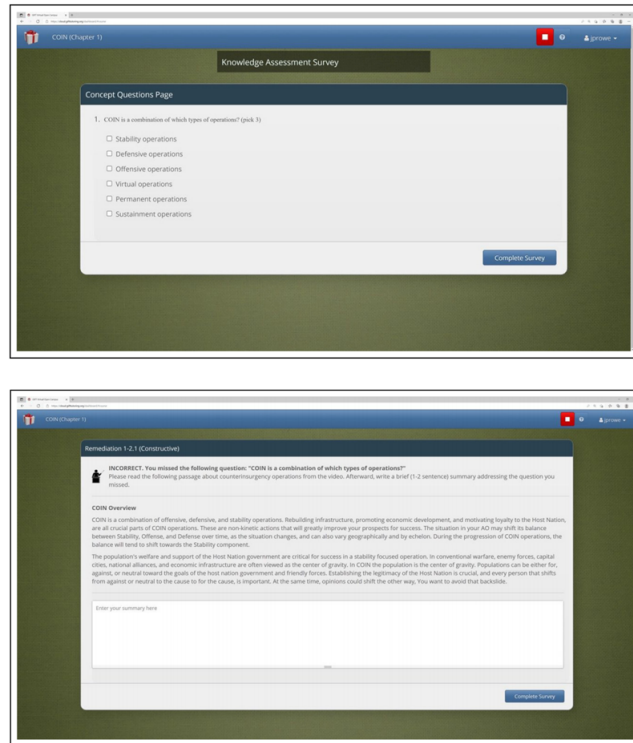 COIN (Chapter 1)
jprowe
Knowledge Assessment Survey
Concept Questions Page
1. COIN is a combination of which types of operations? (pick 3)
Stability operations
Defensive operations
Offensive operations
Virtual operations
Permanent operations
Sustainment operations
Complete Survey
COIN (Chapter 1)
jprowe
Remediation 1-2.1 (Constructive)
INCORRECT. You missed the following question: "COIN is a combination of which types of operations?"
Please read the following passage about counterinsurgency operations from the video. Afterward, write a brief (1-2 sentence) summary addressing the question you
missed.
COIN Overview
COIN is a combination of offensive, defensive, and stability operations. Rebuilding infrastructure, promoting economic development, and motivating loyalty to the Host Nation,
are all crucial parts of COIN operations. These are non-kinetic actions that will greatly improve your prospects for success. The situation in your AO may shift its balance
between Stability, Offense, and Defense over time, as the situation changes, and can also vary geographically and by echelon. During the progression of COIN operations, the
balance will tend to shift towards the Stability component.
The population's welfare and support of the Host Nation government are critical for success in a stability focused operation. In conventional warfare, enemy forces, capital
cities, national alliances, and economic infrastructure are often viewed as the center of gravity. In COIN the population is the center of gravity. Populations can be either for,
against, or neutral toward the goals of the host nation government and friendly forces. Establishing the legitimacy of the Host Nation is crucial, and every person that shifts
from against or neutral to the cause to for the cause, is important. At the same time, opinions could shift the other way, You want to avoid that backslide.
Enter your summary here
Complete Survey